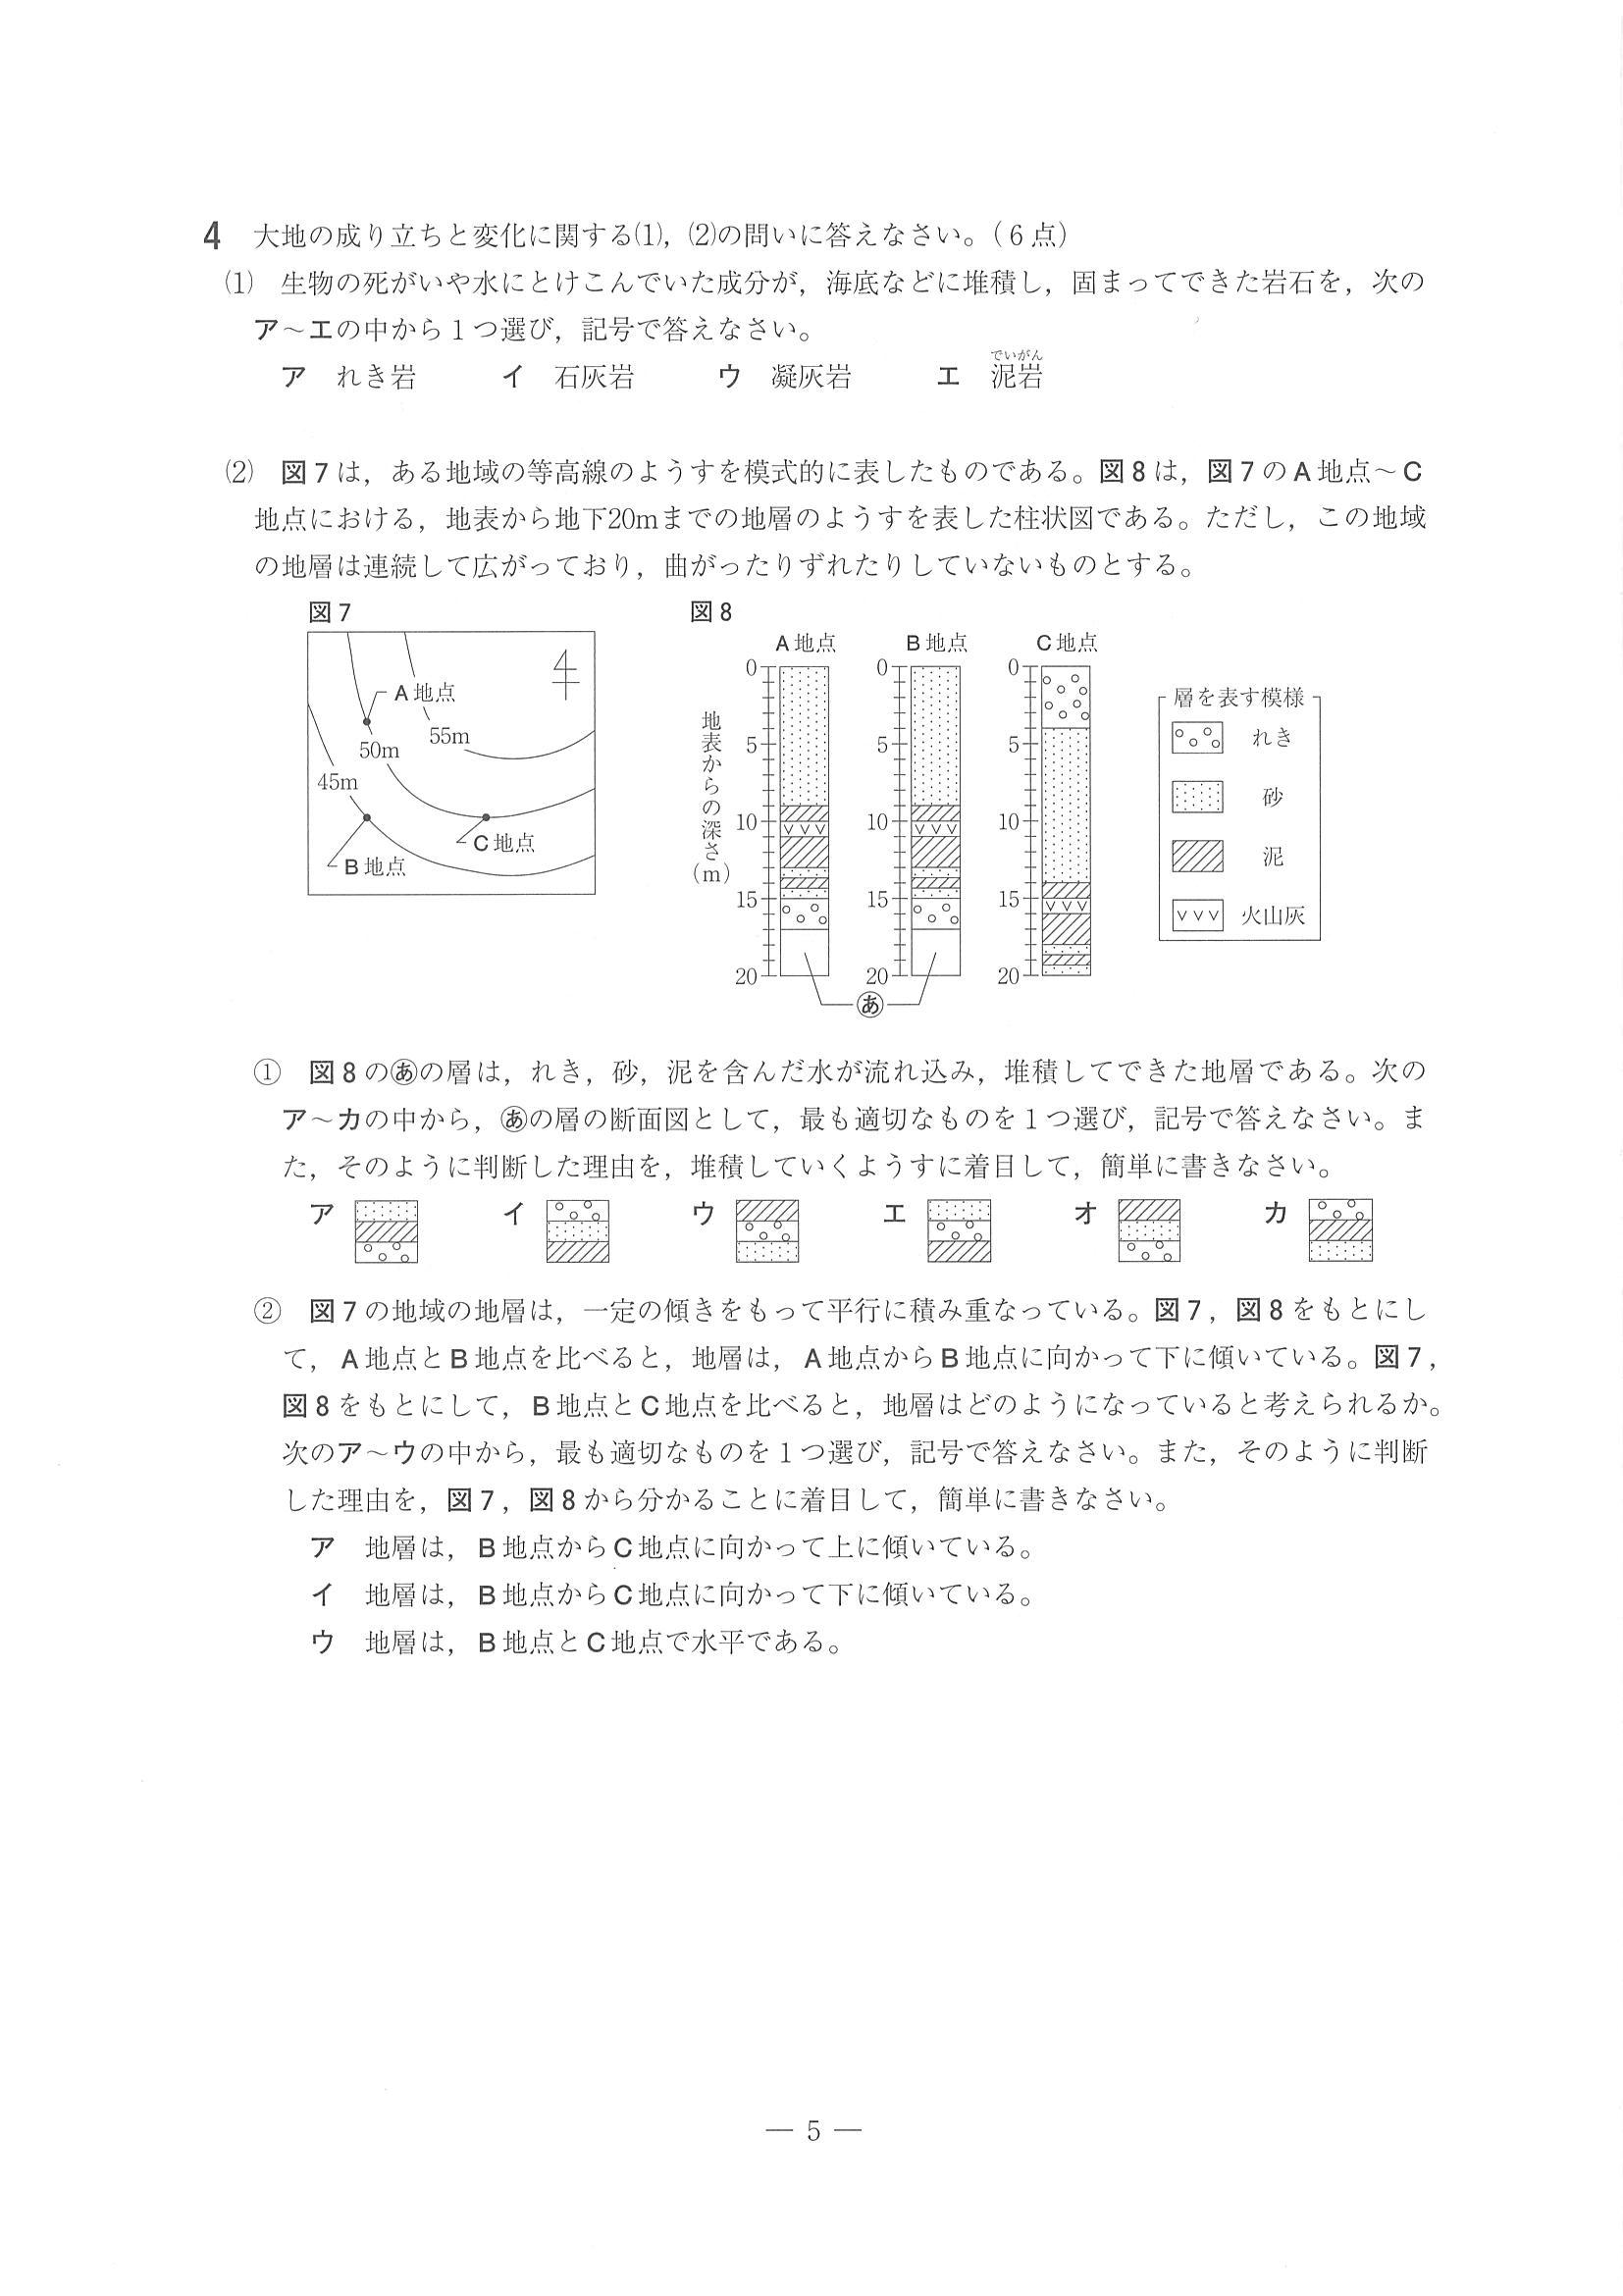 4 大地の成り立ちと変化に関する⑴，⑵の問いに答えなさい。（６点）
⑴ 生物の死がいや水にとけこんでいた成分が，海底などに堆積し，固まってできた岩石を，次の
ア～エの中から１つ選び，記号で答えなさい。
でいがん
ア れき岩 イ 石灰岩 ウ 凝灰岩 エ 泥岩
⑵ 図７は，ある地域の等高線のようすを模式的に表したものである。図８は，図７のＡ地点～Ｃ
地点における，地表から地下20mまでの地層のようすを表した柱状図である。ただし，この地域
の地層は連続して広がっており，曲がったりずれたりしていないものとする。
図７
A地点
55m
50m
45m
C地点
B地点
図８
A地点 B地点 C地点
地表からの深さ(m)
0 5 10 15 20
0 5 10 15 20
0 5 10 15 20
あ
層を表す模様
れき
砂
泥
火山灰
① 図８のあの層は，れき，砂，泥を含んだ水が流れ込み，堆積してできた地層である。次の
ア～カの中から，あの層の断面図として，最も適切なものを１つ選び，記号で答えなさい。ま
た，そのように判断した理由を，堆積していくようすに着目して，簡単に書きなさい。
ア イ ウ エ オ カ
② 図７の地域の地層は，一定の傾きをもって平行に積み重なっている。図７，図８をもとにし
て，Ａ地点とＢ地点を比べると，地層は，Ａ地点からＢ地点に向かって下に傾いている。図７，
図８をもとにして，Ｂ地点とＣ地点を比べると，地層はどのようになっていると考えられるか。
次のア～ウの中から，最も適切なものを１つ選び，記号で答えなさい。また，そのように判断
した理由を，図７，図８から分かることに着目して，簡単に書きなさい。
ア 地層は，Ｂ地点からＣ地点に向かって上に傾いている。
イ 地層は，Ｂ地点からＣ地点に向かって下に傾いている。
ウ 地層は，Ｂ地点とＣ地点で水平である。
― 5 ―